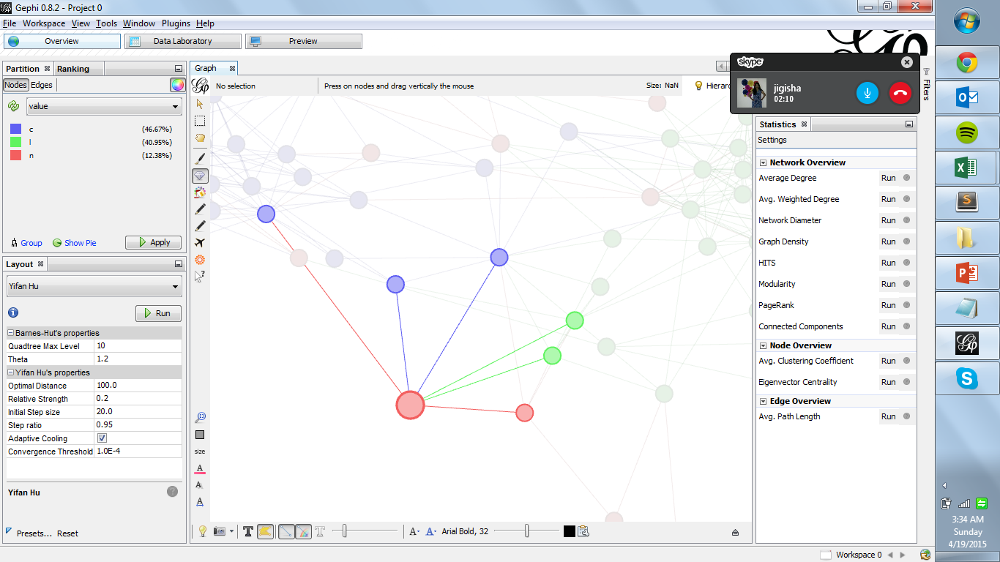 Gephi 0.8.2 - Project 0
File Workspace View Tools Window Plugins Help
Overview
Data Laboratory
Preview
Partition
Ranking
Nodes Edges
value
c (46.67%)
l (40.95%)
n (12.38%)
Group
Show Pie
Apply
Layout
Yifan Hu
Run
Barnes-Hut's properties
Quadtree Max Level 10
Theta 1.2
Yifan Hu's properties
Optimal Distance 100.0
Relative Strength 0.2
Initial Step size 20.0
Step ratio 0.95
Adaptive Cooling
Convergence Threshold 1.0E-4
Yifan Hu
?
Presets... Reset
Graph
No selection
Press on nodes and drag vertically the mouse
Size: NaN
Hierarc
size
A
A
A
T
T
A
A
Arial Bold, 32
skype
jigisha
02:10
Filters
Statistics
Settings
Network Overview
Average Degree Run
Avg. Weighted Degree Run
Network Diameter Run
Graph Density Run
HITS Run
Modularity Run
PageRank Run
Connected Components Run
Node Overview
Avg. Clustering Coefficient Run
Eigenvector Centrality Run
Edge Overview
Avg. Path Length Run
Workspace 0
3:34 AM
Sunday
4/19/2015